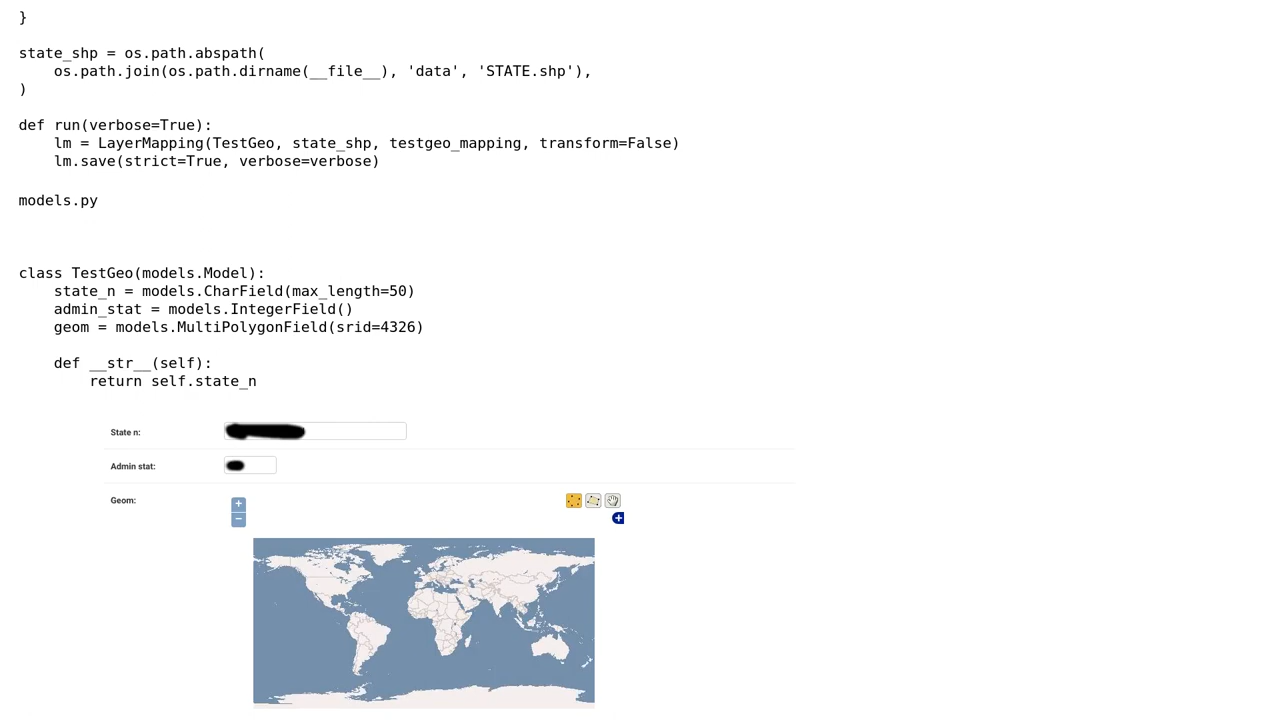 }
state_shp = os.path.abspath(
    os.path.join(os.path.dirname(__file__), 'data', 'STATE.shp'),
)
def run(verbose=True):
    lm = LayerMapping(TestGeo, state_shp, testgeo_mapping, transform=False)
    lm.save(strict=True, verbose=verbose)
models.py
class TestGeo(models.Model):
    state_n = models.CharField(max_length=50)
    admin_stat = models.IntegerField()
    geom = models.MultiPolygonField(srid=4326)
    def __str__(self):
        return self.state_n
State n:
Admin stat:
Geom: